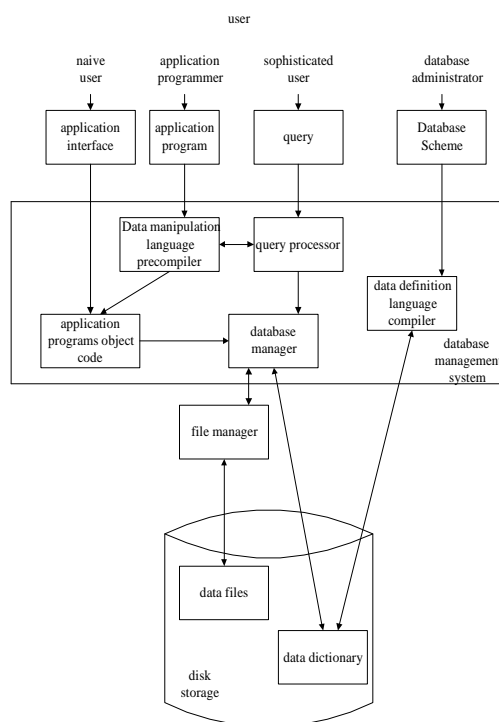 user
naive
user
application
programmer
sophisticated
user
database
administrator
application
interface
application
program
query
Database
Scheme
Data manipulation
language
precompiler
query processor
data definition
language
compiler
application
programs object
code
database
manager
database
management
system
file manager
data files
data dictionary
disk
storage